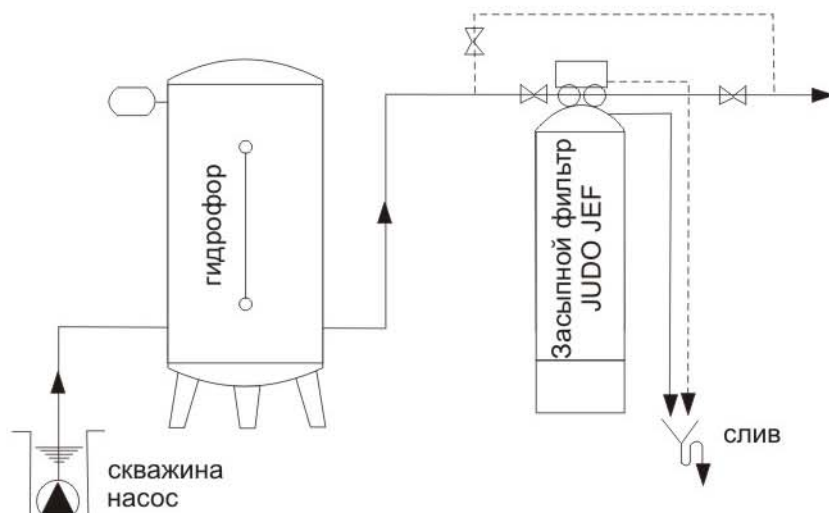 гидрофор
Засыпной фильтр
JUDO JEF
слив
скважина
насос